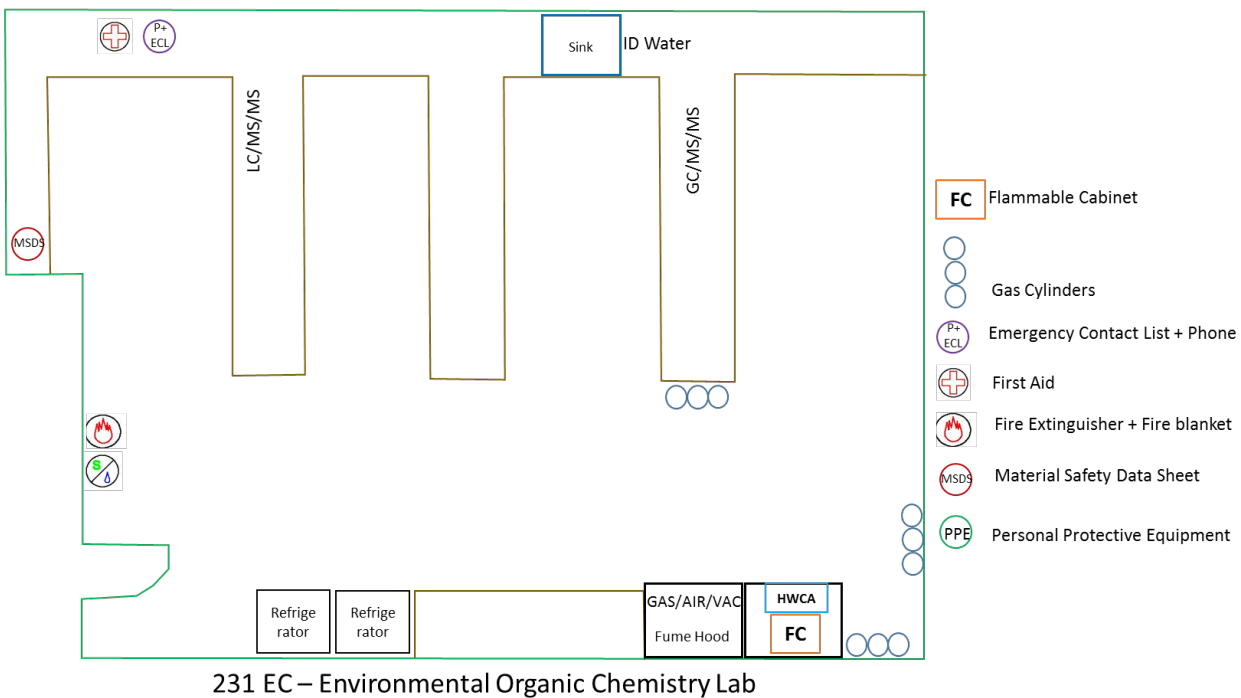 P+
ECL
Sink
ID Water
LC/MS/MS
GC/MS/MS
MSDS
S
Refrige
rator
Refrige
rator
GAS/AIR/VAC
Fume Hood
HWCA
FC
FC
Flammable Cabinet
Gas Cylinders
P+
ECL
Emergency Contact List + Phone
First Aid
Fire Extinguisher + Fire blanket
MSDS
Material Safety Data Sheet
PPE
Personal Protective Equipment
231 EC – Environmental Organic Chemistry Lab